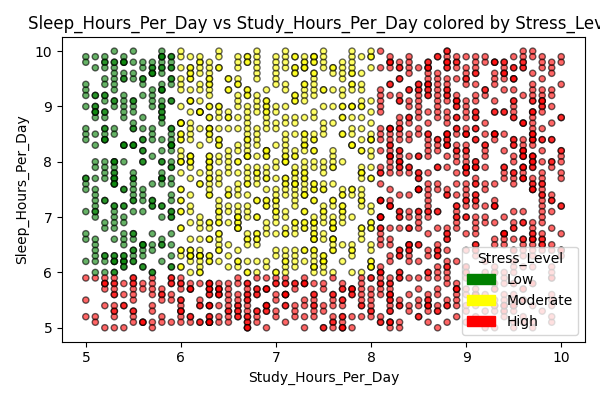 Sleep_Hours_Per_Day vs Study_Hours_Per_Day colored by Stress_Lev
10
9
8
7
6
5
Sleep_Hours_Per_Day
Stress_Level
Low
Moderate
High
5 6 7 8 9 10
Study_Hours_Per_Day